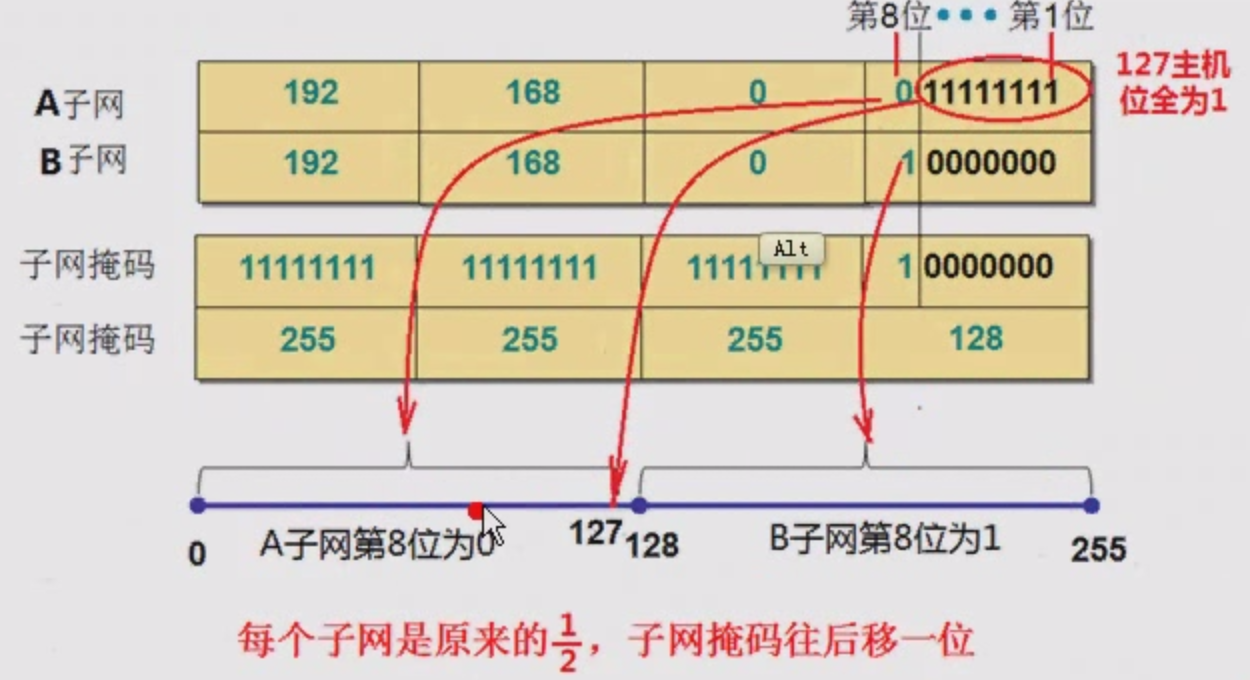 第8位•••第1位
A子网 192 168 0 0 11111111
127主机
位全为1
B子网 192 168 0 1 0000000
子网掩码 11111111 11111111 11111111 1 0000000
Alt
子网掩码 255 255 255 128
0 A子网第8位为0 127 128 B子网第8位为1 255
每个子网是原来的1/2，子网掩码往后移一位